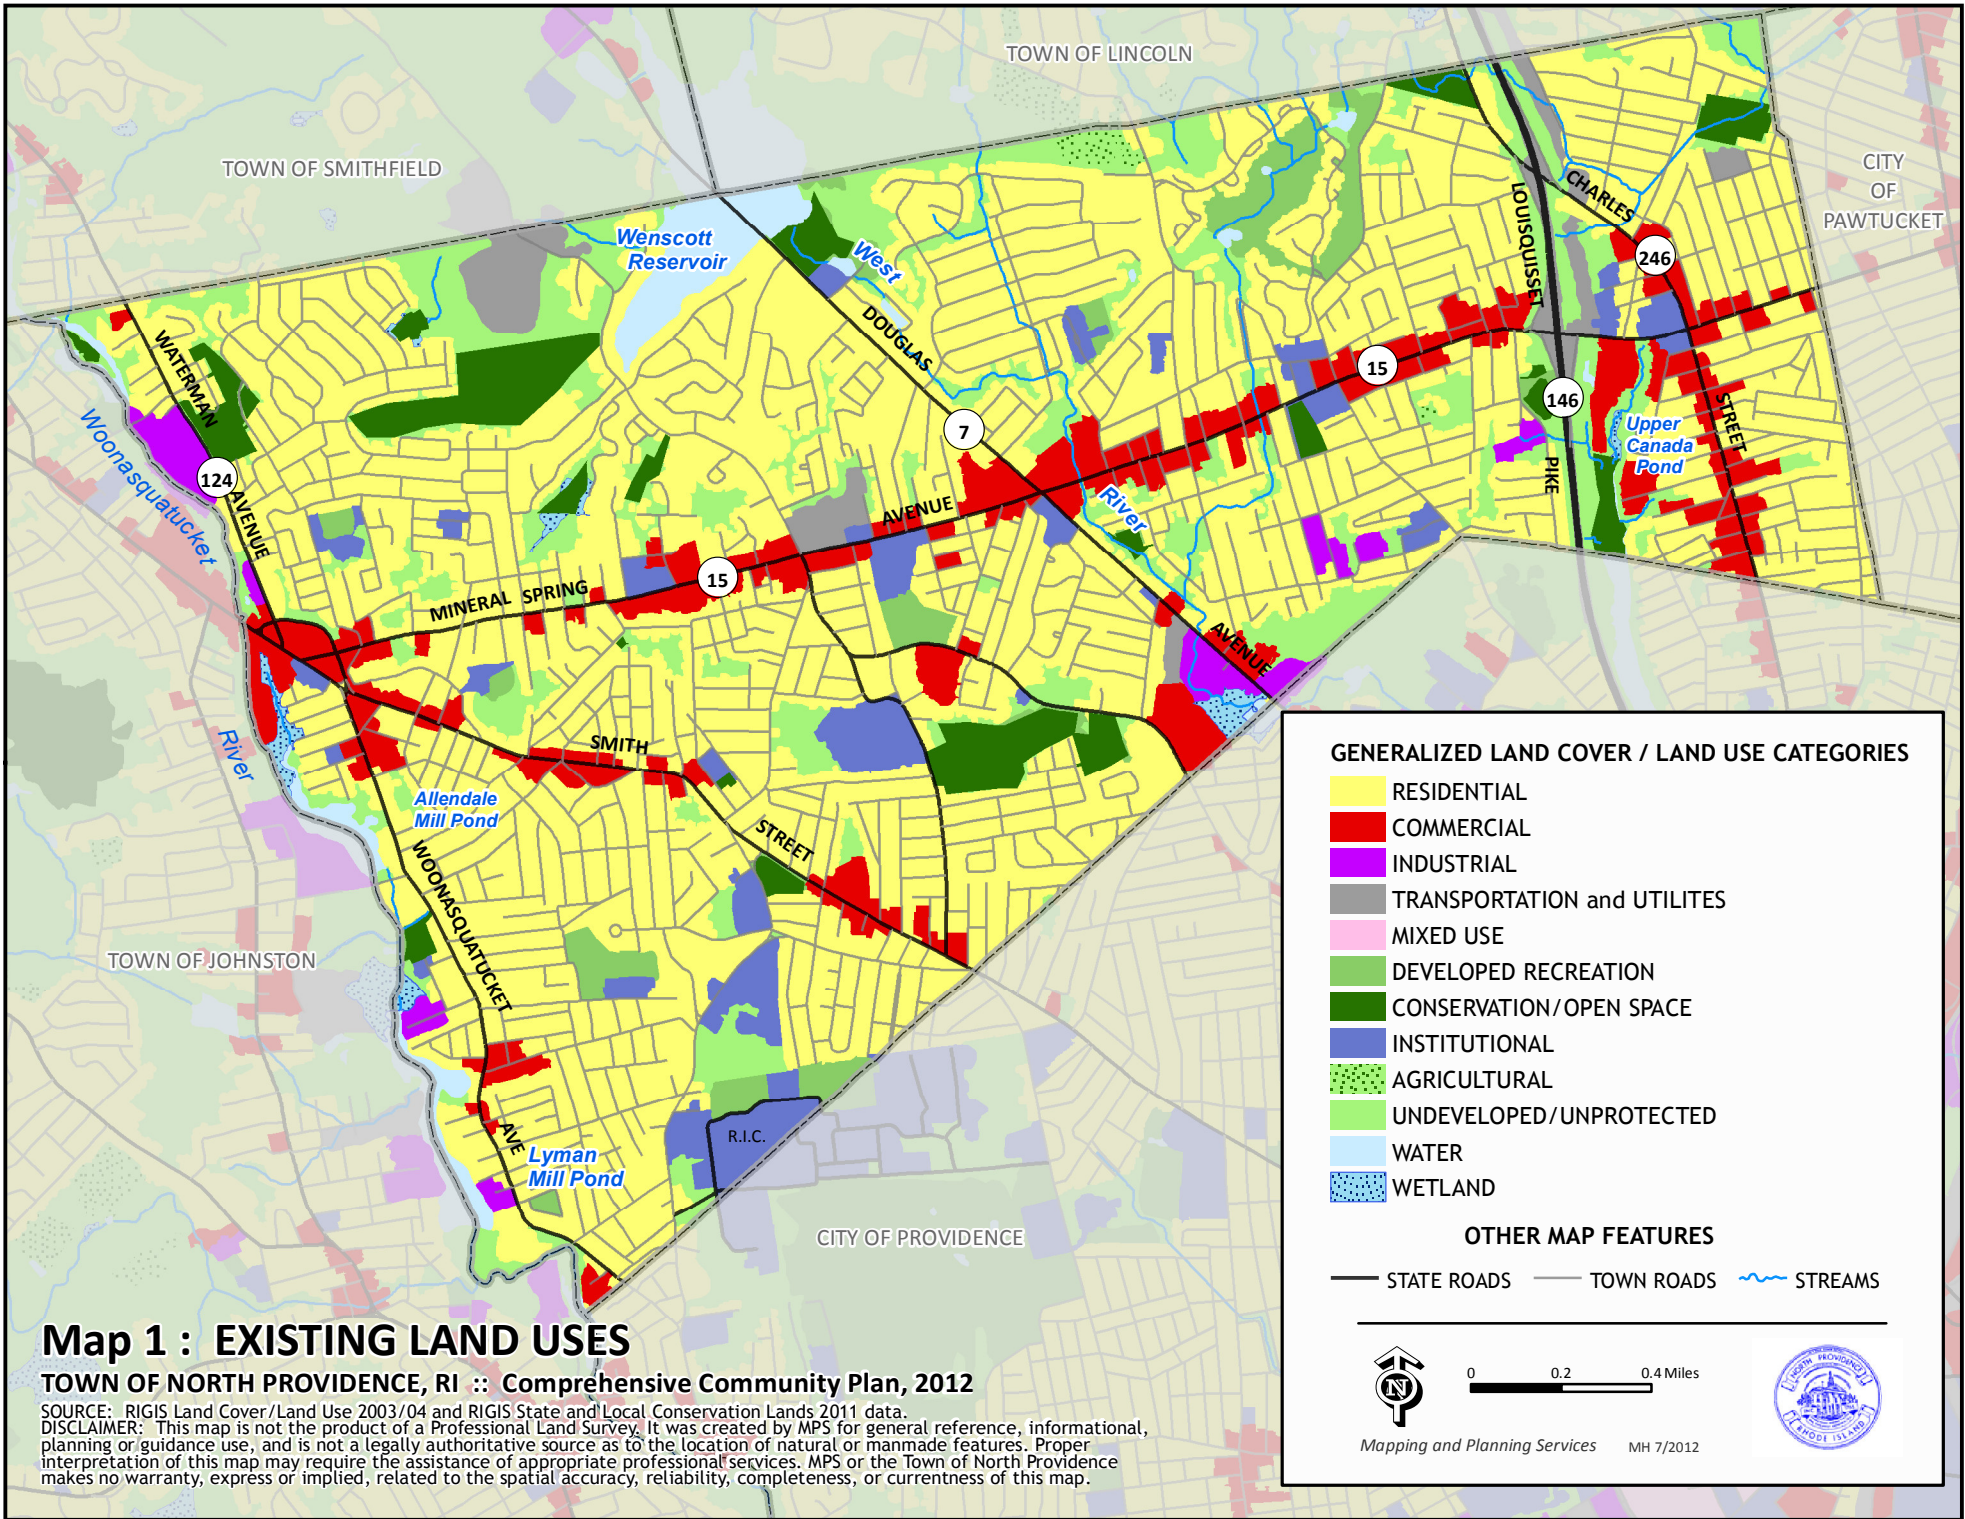 TOWN OF LINCOLN
TOWN OF SMITHFIELD
CITY
OF
PAWTUCKET
CHARLES
LOUISQUISSET
246
Wenscott
Reservoir
West
DOUGLAS
WATERMAN
15
7
146
STREET
Upper
Canada
Pond
PIKE
124
AVENUE
Woonasquatucket
AVENUE
River
15
MINERAL SPRING
AVENUE
River
SMITH
Allendale
Mill Pond
STREET
WOONASQUATUCKET
TOWN OF JOHNSTON
R.I.C.
AVE
Lyman
Mill Pond
CITY OF PROVIDENCE
GENERALIZED LAND COVER / LAND USE CATEGORIES
RESIDENTIAL
COMMERCIAL
INDUSTRIAL
TRANSPORTATION and UTILITES
MIXED USE
DEVELOPED RECREATION
CONSERVATION/OPEN SPACE
INSTITUTIONAL
AGRICULTURAL
UNDEVELOPED/UNPROTECTED
WATER
WETLAND
OTHER MAP FEATURES
STATE ROADS TOWN ROADS STREAMS
0 0.2 0.4 Miles
N
Mapping and Planning Services MH 7/2012
NORTH PROVIDENCE
RHODE ISLAND
Map 1 : EXISTING LAND USES
TOWN OF NORTH PROVIDENCE, RI :: Comprehensive Community Plan, 2012
SOURCE: RIGIS Land Cover/Land Use 2003/04 and RIGIS State and Local Conservation Lands 2011 data.
DISCLAIMER: This map is not the product of a Professional Land Survey. It was created by MPS for general reference, informational,
planning or guidance use, and is not a legally authoritative source as to the location of natural or manmade features. Proper
interpretation of this map may require the assistance of appropriate professional services. MPS or the Town of North Providence
makes no warranty, express or implied, related to the spatial accuracy, reliability, completeness, or currentness of this map.